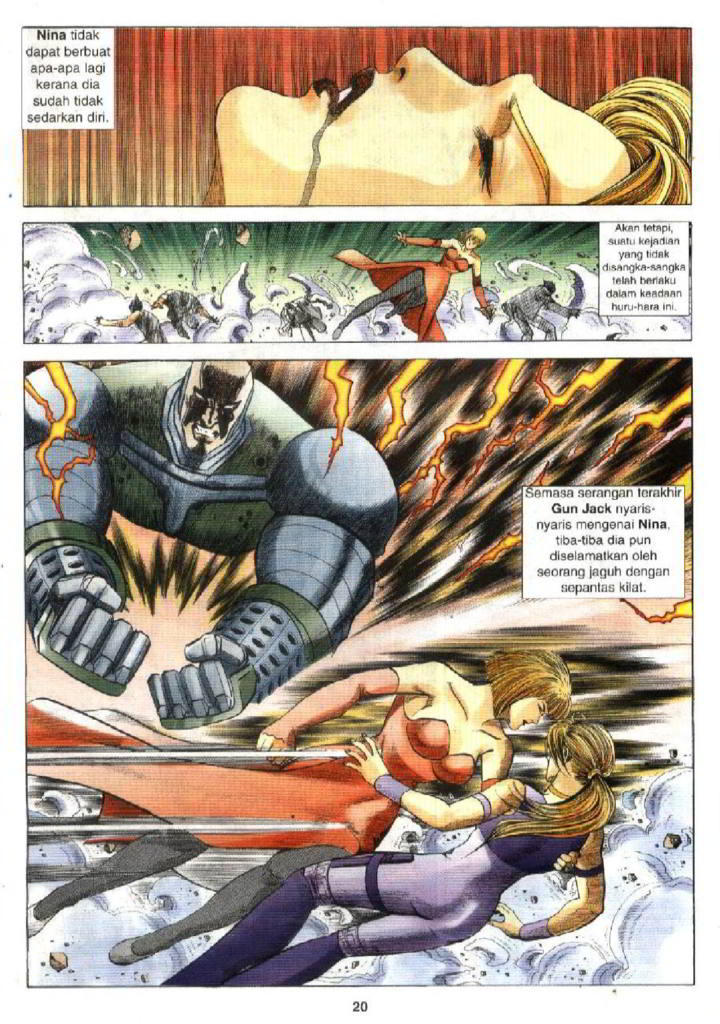 Nina tidak
dapat berbuat
apa-apa lagi
kerana dia
sudah tidak
sedarkan diri.
Akan tetapi,
suatu kejadian
yang tidak
disangka-sangka
telah berlaku
dalam keadaan
huru-hara ini.
Semasa serangan terakhir
Gun Jack nyaris-
nyaris mengenai Nina,
tiba-tiba dia pun
diselamatkan oleh
seorang jaguh dengan
sepantas kilat.
20